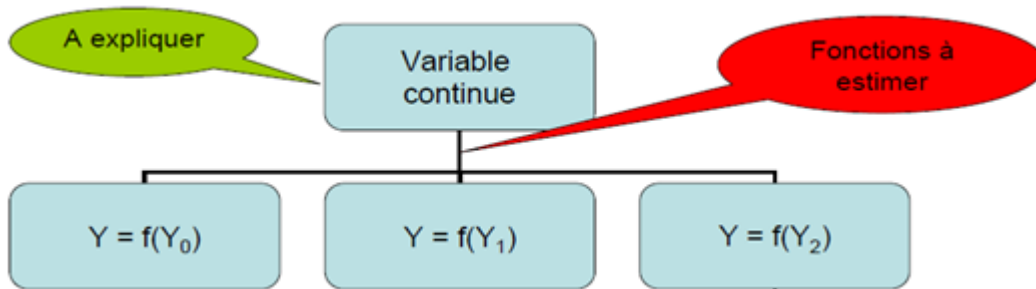 A expliquer
Variable
continue
Fonctions à
estimer
Y = f(Y₀)
Y = f(Y₁)
Y = f(Y₂)